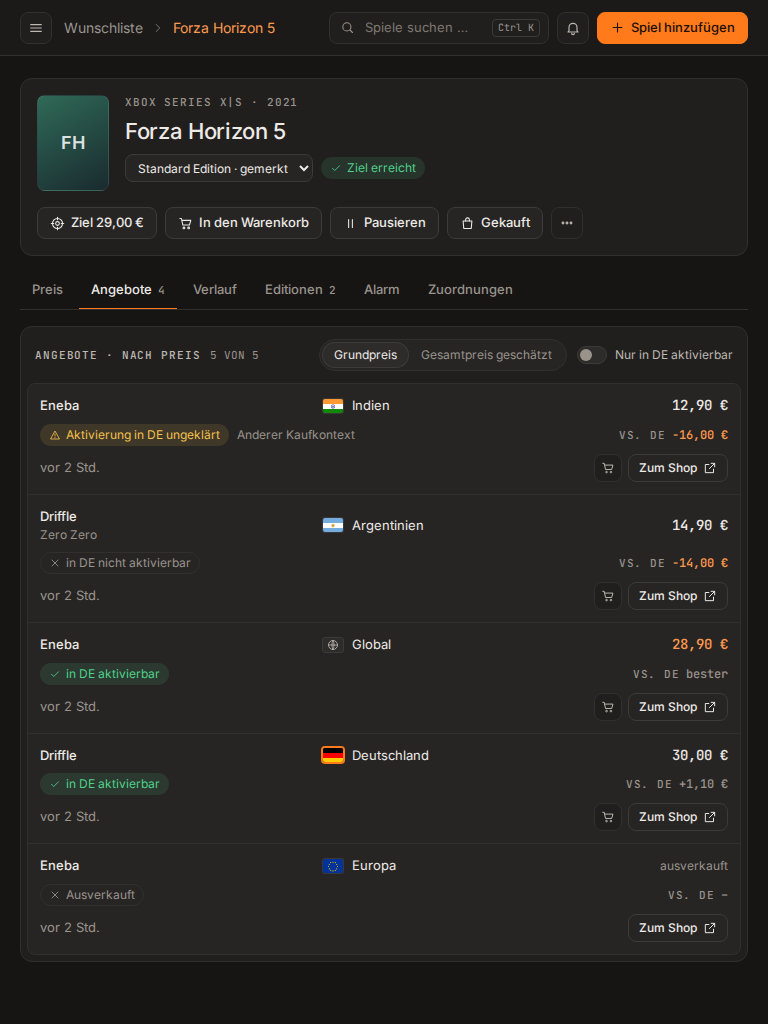 Wunschliste > Forza Horizon 5
Spiele suchen ... Ctrl K
+ Spiel hinzufügen
FH
XBOX SERIES X|S · 2021
Forza Horizon 5
Standard Edition · gemerkt
Ziel erreicht
Ziel 29,00 €
In den Warenkorb
Pausieren
Gekauft
Preis
Angebote 4
Verlauf
Editionen 2
Alarm
Zuordnungen
ANGEBOTE · NACH PREIS 5 VON 5
Grundpreis
Gesamtpreis geschätzt
Nur in DE aktivierbar
Eneba
Indien
12,90 €
Aktivierung in DE ungeklärt
Anderer Kaufkontext
VS. DE -16,00 €
vor 2 Std.
Zum Shop
Driffle
Zero Zero
Argentinien
14,90 €
in DE nicht aktivierbar
VS. DE -14,00 €
vor 2 Std.
Zum Shop
Eneba
Global
28,90 €
in DE aktivierbar
VS. DE bester
vor 2 Std.
Zum Shop
Driffle
Deutschland
30,00 €
in DE aktivierbar
VS. DE +1,10 €
vor 2 Std.
Zum Shop
Eneba
Europa
ausverkauft
Ausverkauft
VS. DE –
vor 2 Std.
Zum Shop